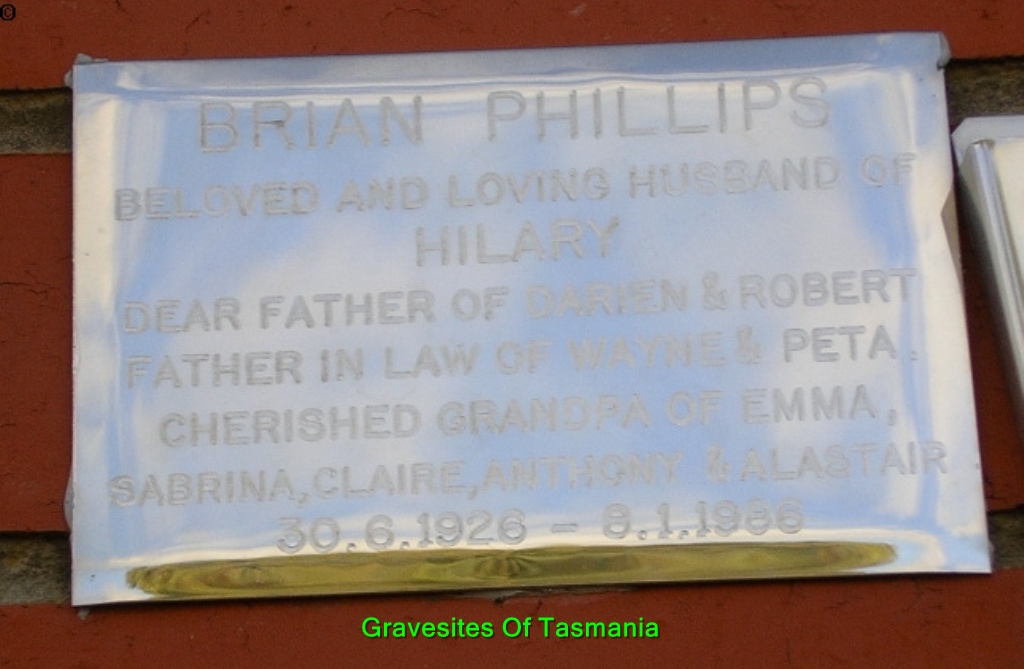 ©
BRIAN PHILLIPS
BELOVED AND LOVING HUSBAND OF
HILARY
DEAR FATHER OF DARIEN & ROBERT
FATHER IN LAW OF WAYNE & PETA.
CHERISHED GRANDPA OF EMMA,
SABRINA, CLAIRE, ANTHONY & ALASTAIR
30.6.1926 - 8.1.1986
Gravesites Of Tasmania